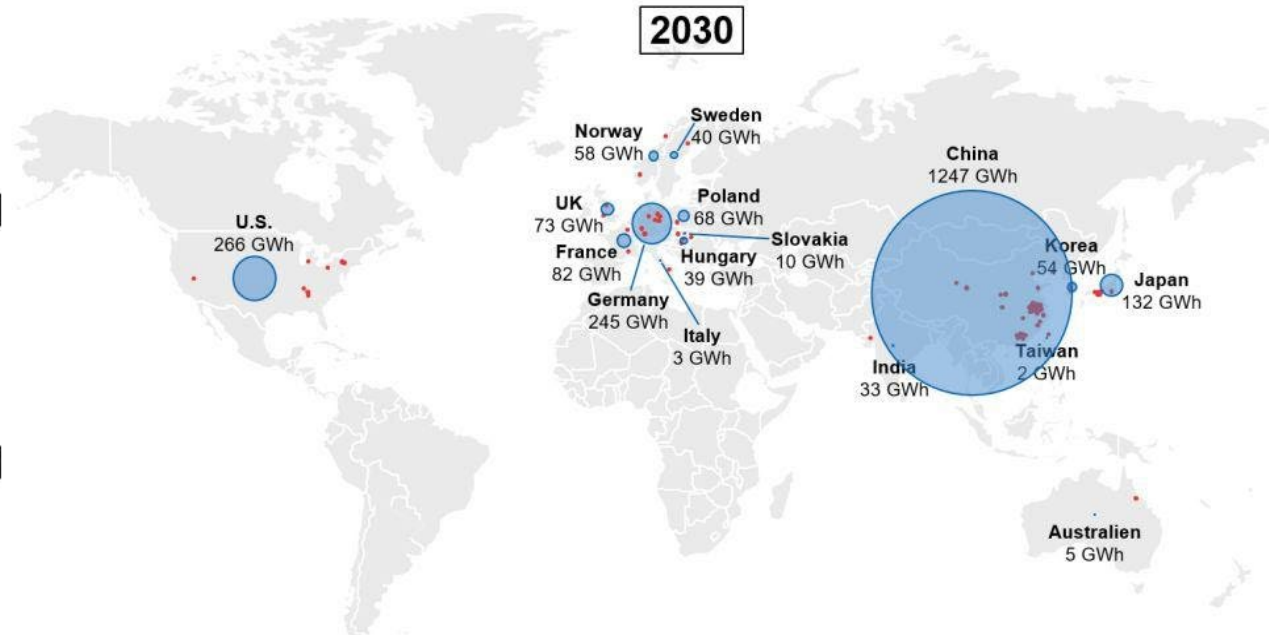 2030
Sweden
40 GWh
Norway
58 GWh
China
1247 GWh
UK
73 GWh
Poland
68 GWh
U.S.
266 GWh
France
82 GWh
Slovakia
10 GWh
Hungary
39 GWh
Korea
54 GWh
Japan
132 GWh
Germany
245 GWh
Italy
3 GWh
Taiwan
2 GWh
India
33 GWh
Australien
5 GWh